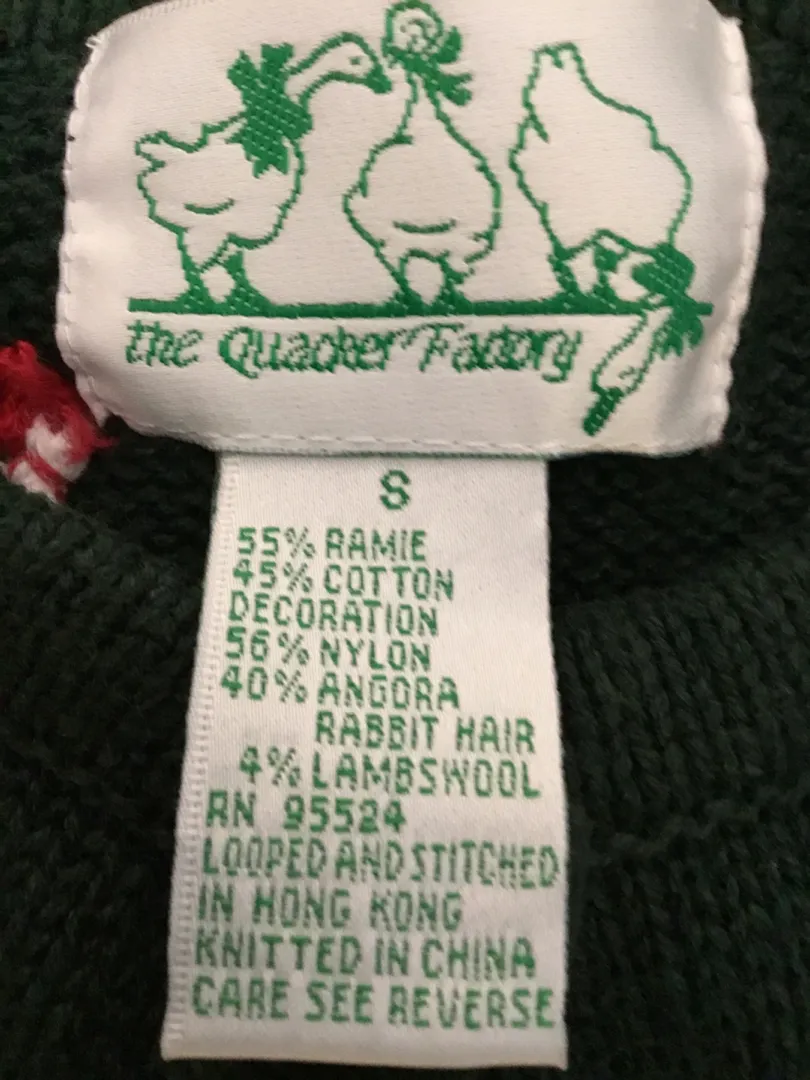 the Quacker Factory
S
55% RAMIE
45% COTTON
DECORATION
56% NYLON
40% ANGORA
RABBIT HAIR
4% LAMBSWOOL
RN 95524
LOOPED AND STITCHED
IN HONG KONG
KNITTED IN CHINA
CARE SEE REVERSE